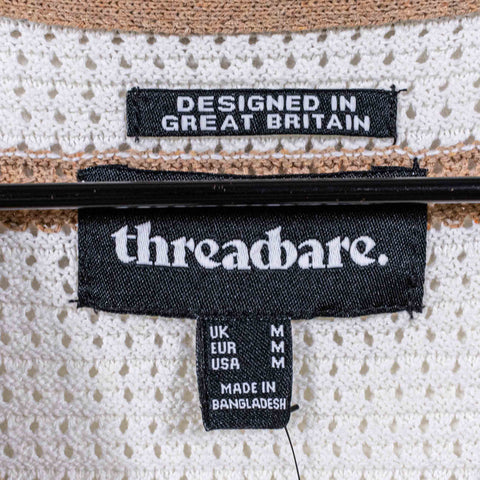 DESIGNED IN
GREAT BRITAIN
threadbare.
UK M
EUR M
USA M
MADE IN
BANGLADESH